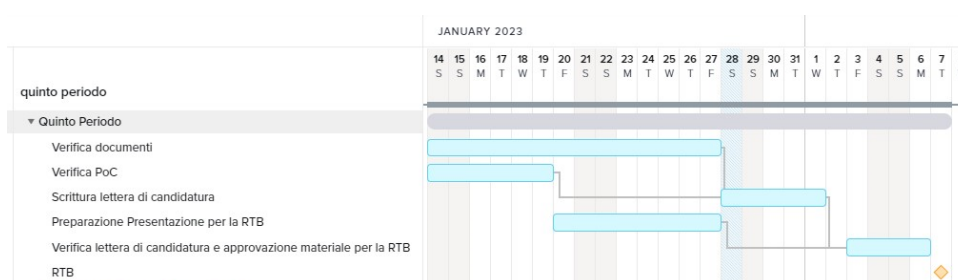 JANUARY 2023
14 15 16 17 18 19 20 21 22 23 24 25 26 27 28 29 30 31 1 2 3 4 5 6 7
S S M T W T F S S M T W T F S S M T W T F S S M T
quinto periodo
Quinto Periodo
Verifica documenti
Verifica PoC
Scrittura lettera di candidatura
Preparazione Presentazione per la RTB
Verifica lettera di candidatura e approvazione materiale per la RTB
RTB